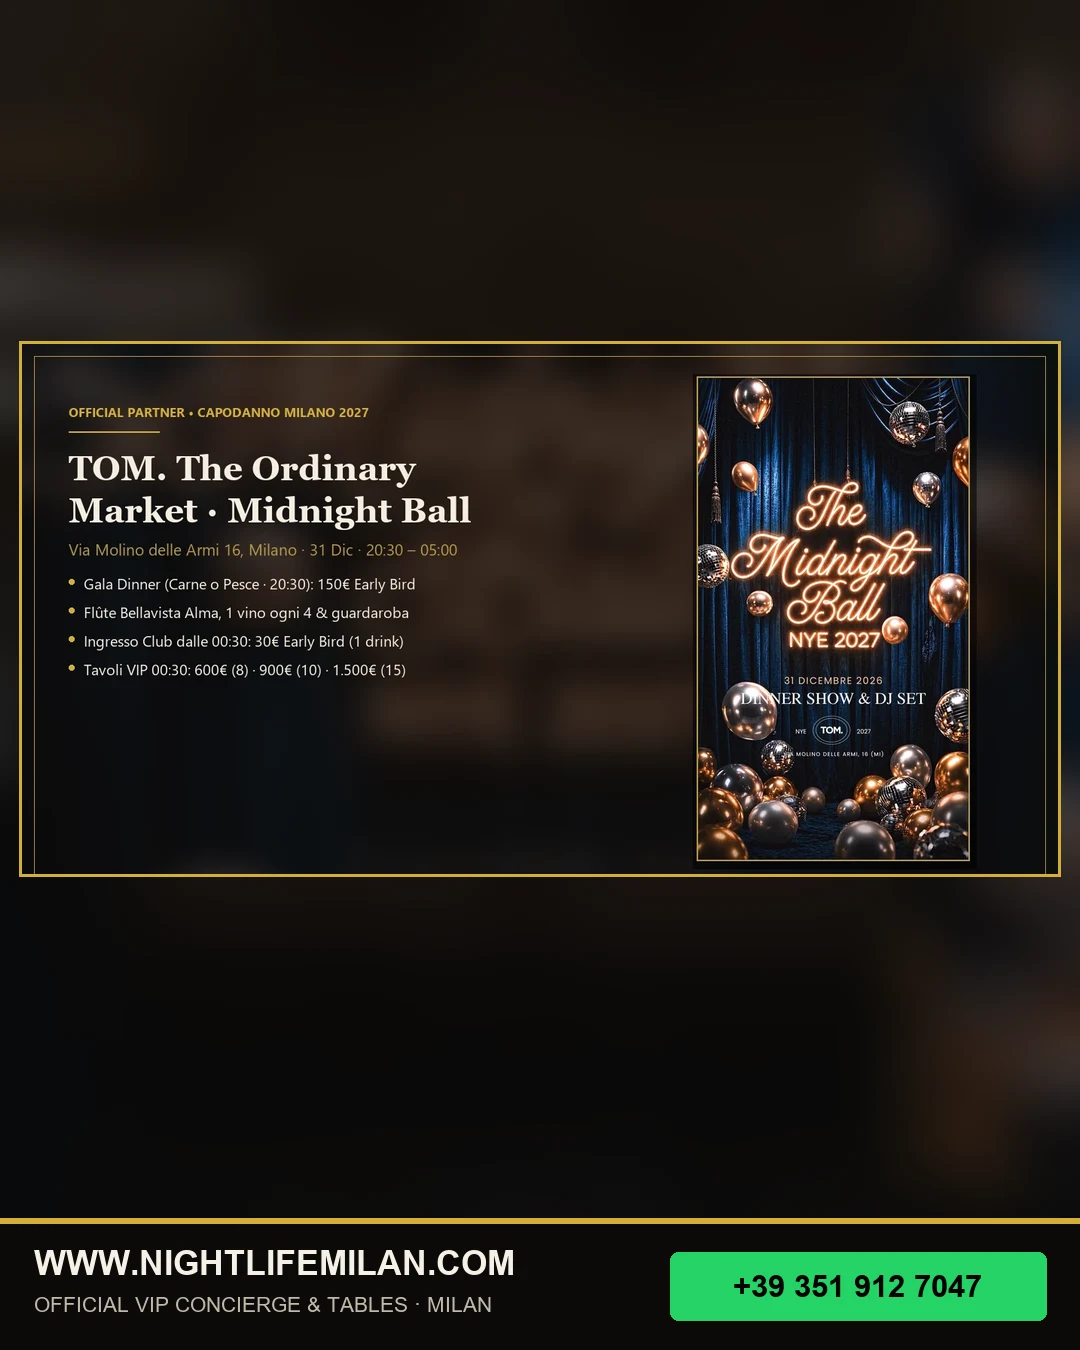 OFFICIAL PARTNER • CAPODANNO MILANO 2027
TOM. The Ordinary
Market · Midnight Ball
Via Molino delle Armi 16, Milano · 31 Dic · 20:30 – 05:00
• Gala Dinner (Carne o Pesce · 20:30): 150€ Early Bird
• Flûte Bellavista Alma, 1 vino ogni 4 & guardaroba
• Ingresso Club dalle 00:30: 30€ Early Bird (1 drink)
• Tavoli VIP 00:30: 600€ (8) · 900€ (10) · 1.500€ (15)
The
Midnight
Ball
NYE 2027
31 DICEMBRE 2026
DINNER SHOW & DJ SET
NYE TOM. 2027
MOLINO DELLE ARMI, 16 (MI)
WWW.NIGHTLIFEMILAN.COM
OFFICIAL VIP CONCIERGE & TABLES · MILAN
+39 351 912 7047